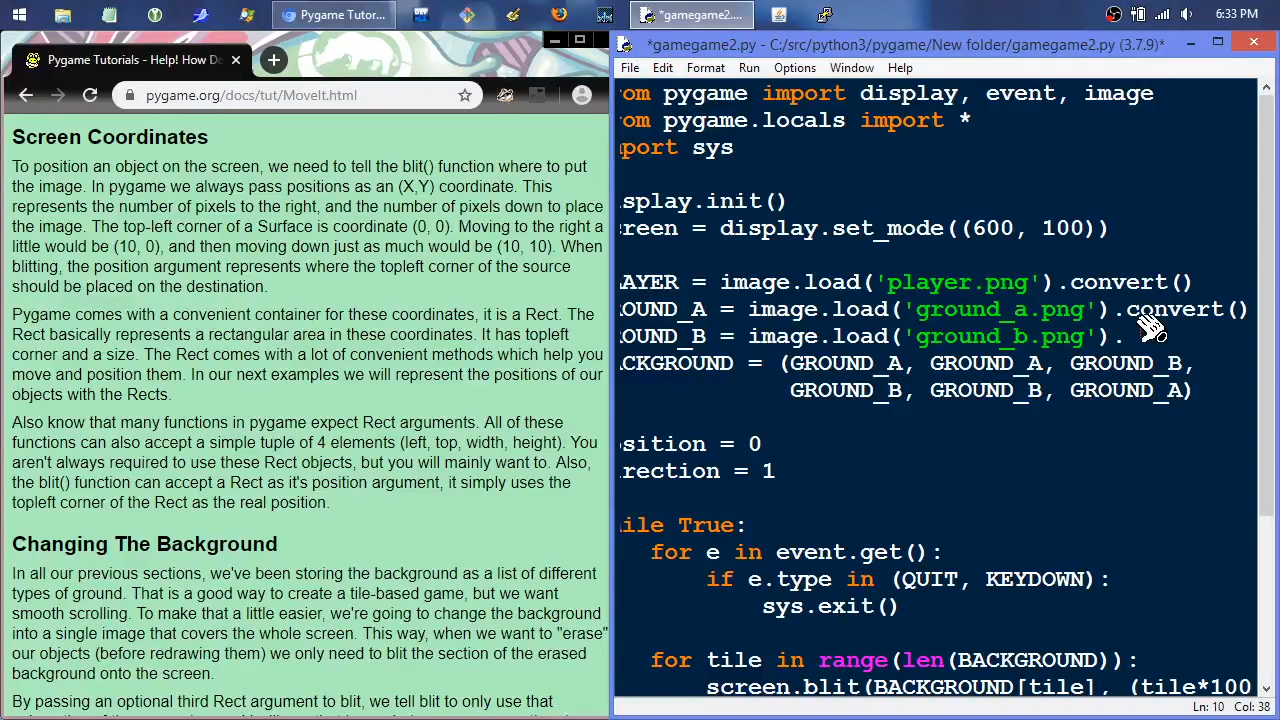 Pygame Tutor...
*gamegame2....
6:33 PM
Pygame Tutorials - Help! How Do
pygame.org/docs/tut/MoveIt.html
Screen Coordinates
To position an object on the screen, we need to tell the blit() function where to put
the image. In pygame we always pass positions as an (X,Y) coordinate. This
represents the number of pixels to the right, and the number of pixels down to place
the image. The top-left corner of a Surface is coordinate (0, 0). Moving to the right a
little would be (10, 0), and then moving down just as much would be (10, 10). When
blitting, the position argument represents where the topleft corner of the source
should be placed on the destination.
Pygame comes with a convenient container for these coordinates, it is a Rect. The
Rect basically represents a rectangular area in these coordinates. It has topleft
corner and a size. The Rect comes with a lot of convenient methods which help you
move and position them. In our next examples we will represent the positions of our
objects with the Rects.
Also know that many functions in pygame expect Rect arguments. All of these
functions can also accept a simple tuple of 4 elements (left, top, width, height). You
aren't always required to use these Rect objects, but you will mainly want to. Also,
the blit() function can accept a Rect as it's position argument, it simply uses the
topleft corner of the Rect as the real position.
Changing The Background
In all our previous sections, we've been storing the background as a list of different
types of ground. That is a good way to create a tile-based game, but we want
smooth scrolling. To make that a little easier, we're going to change the background
into a single image that covers the whole screen. This way, when we want to "erase"
our objects (before redrawing them) we only need to blit the section of the erased
background onto the screen.
By passing an optional third Rect argument to blit, we tell blit to only use that
*gamegame2.py - C:/src/python3/pygame/New folder/gamegame2.py (3.7.9)*
File Edit Format Run Options Window Help
om pygame import display, event, image
om pygame.locals import *
port sys
splay.init()
reen = display.set_mode((600, 100))
AYER = image.load('player.png').convert()
OUND_A = image.load('ground_a.png').convert()
OUND_B = image.load('ground_b.png').
CKGROUND = (GROUND_A, GROUND_A, GROUND_B,
GROUND_B, GROUND_B, GROUND_A)
sition = 0
rection = 1
ile True:
for e in event.get():
if e.type in (QUIT, KEYDOWN):
sys.exit()
for tile in range(len(BACKGROUND)):
screen.blit(BACKGROUND[tile], (tile*100
Ln: 10 Col: 38